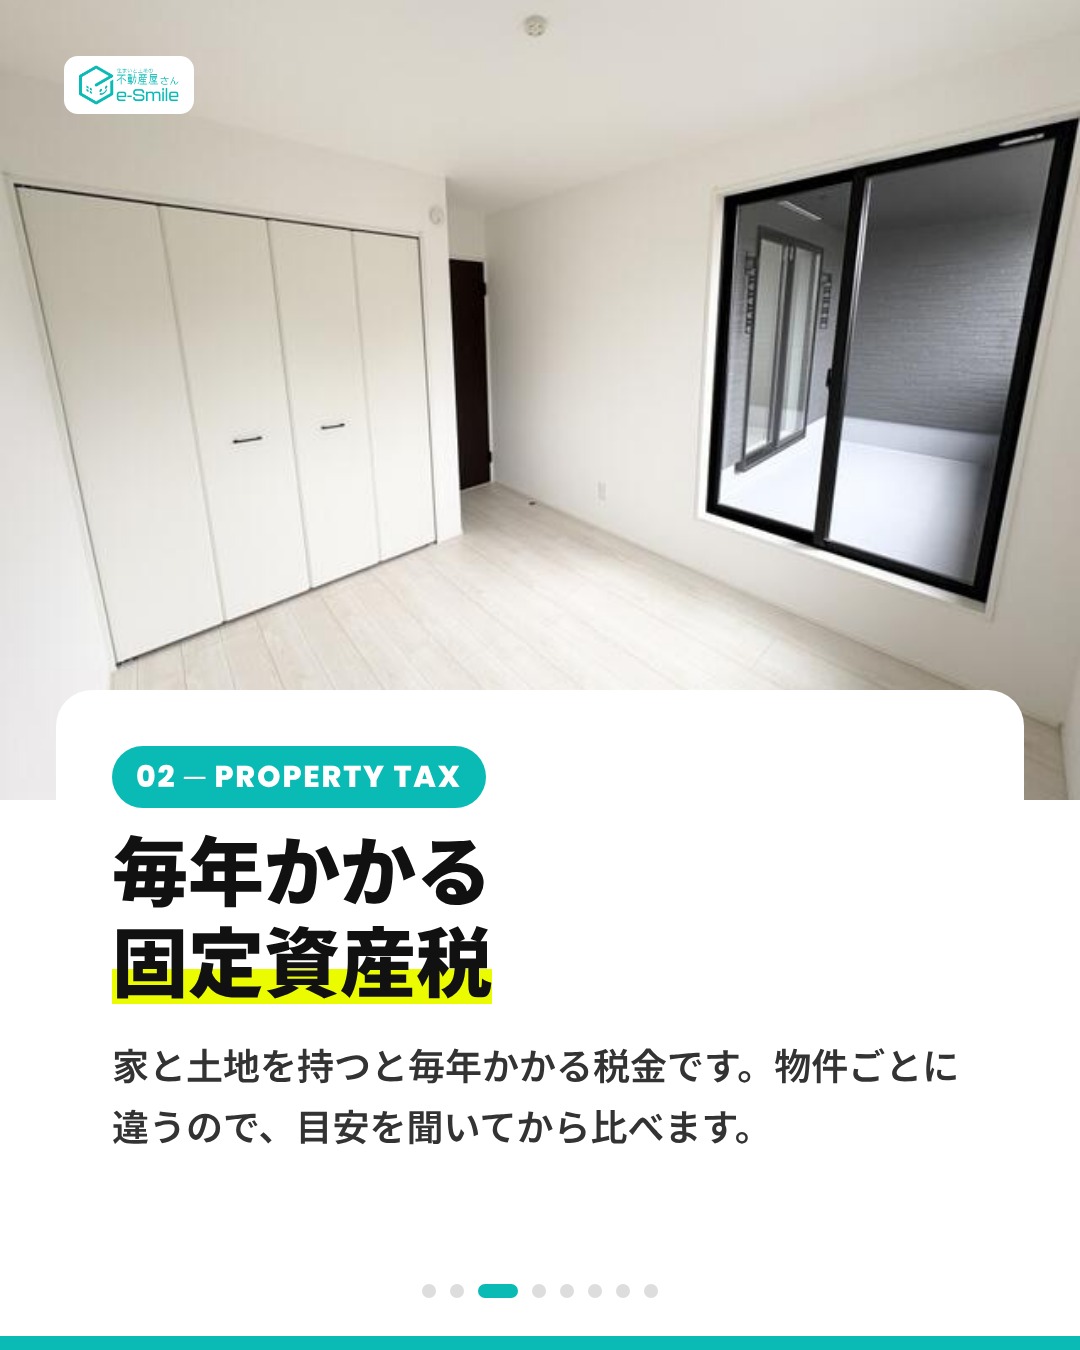 不動産屋さん
e-Smile
02 — PROPERTY TAX
毎年かかる
固定資産税
家と土地を持つと毎年かかる税金です。物件ごとに
違うので、目安を聞いてから比べます。